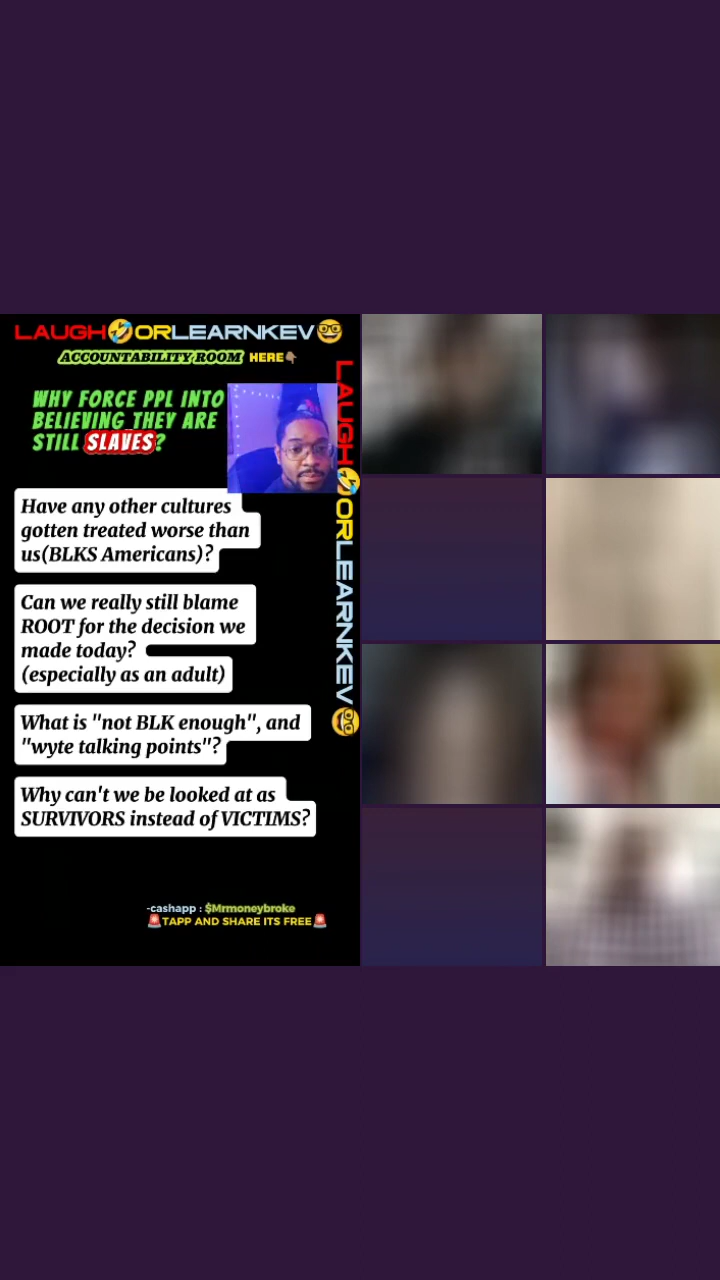 LAUGH🤣ORLEARNKEV🤓
ACCOUNTABILITY ROOM HERE👇🏽
WHY FORCE PPL INTO
BELIEVING THEY ARE
STILL SLAVES?
Have any other cultures
gotten treated worse than
us(BLKS Americans)?
Can we really still blame
ROOT for the decision we
made today?
(especially as an adult)
What is "not BLK enough", and
"wyte talking points"?
Why can't we be looked at as
SURVIVORS instead of VICTIMS?
-cashapp : $Mrmoneybroke
🚨TAPP AND SHARE ITS FREE🚨
LAUGH🤣ORLEARNKEV🤓